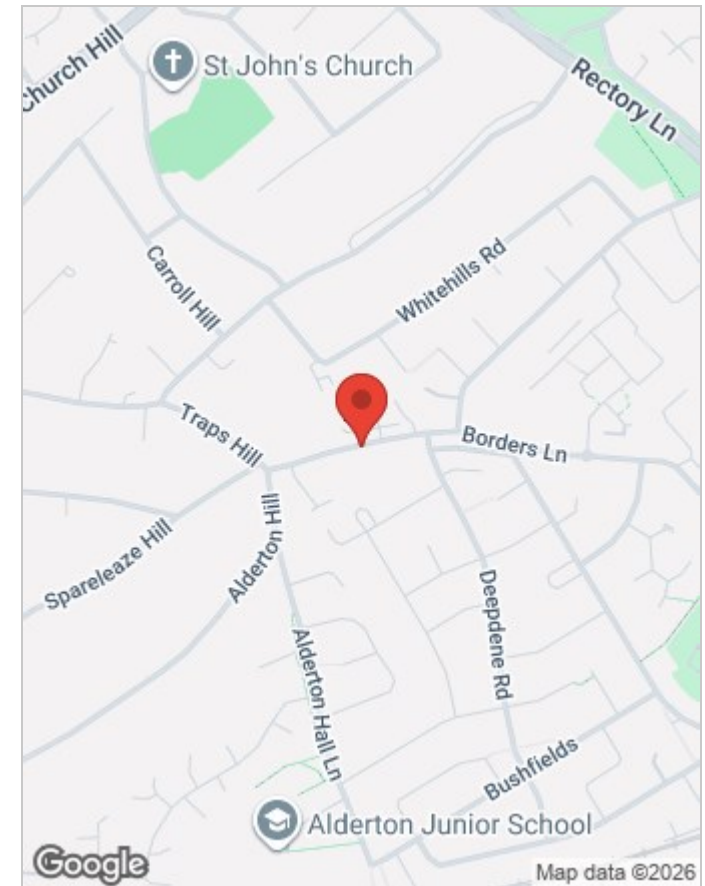 Church Hill
St John's Church
Rectory Ln
Whitehills Rd
Carroll Hill
Traps Hill
Borders Ln
Alderton Hill
Spareleaze Hill
Deepdene Rd
Alderton Hall Ln
Bushfields
Alderton Junior School
Google
Map data ©2026